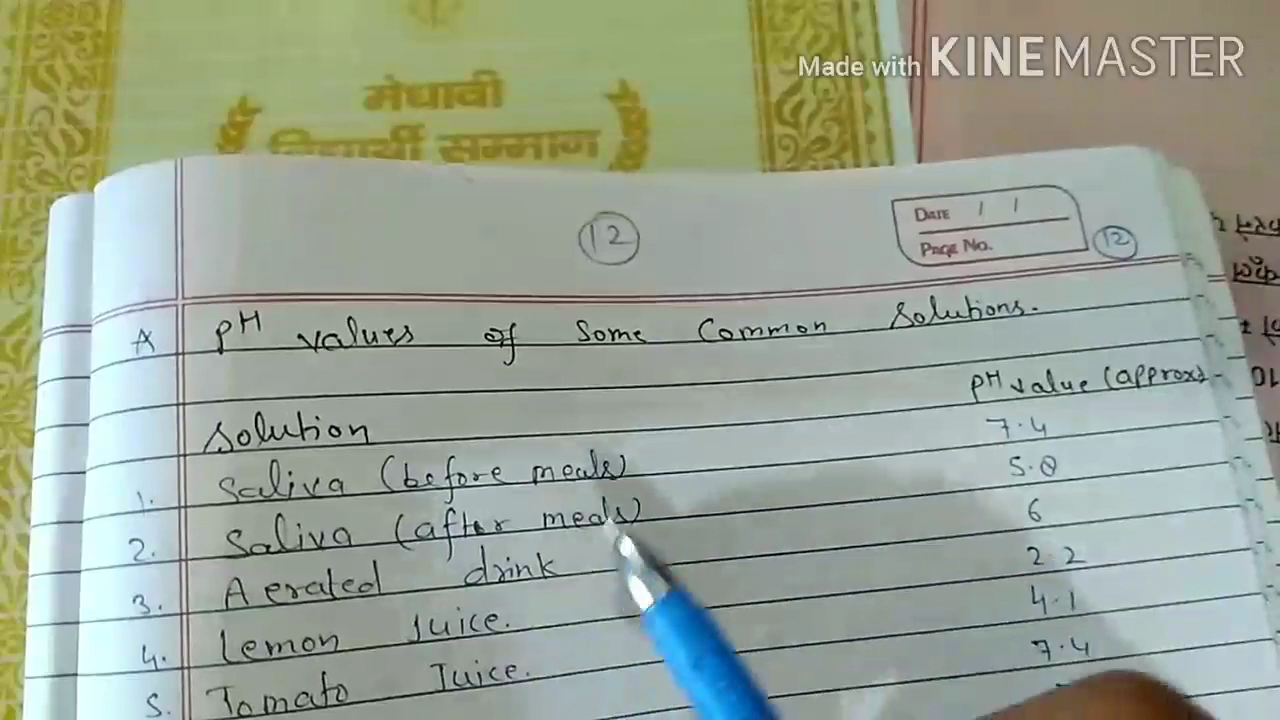 Made with KINEMASTER
मेधावी
विद्यार्थी सम्मान
12
DATE / /
PAGE No.
12
A pH values of Some Common Solutions.
Solution pH value (approx)
1. Saliva (before meals) 7.4
2. Saliva (after meals) 5.8
3. Aerated drink 6
4. Lemon Juice. 2.2
5. Tomato Juice. 4.1
7.4